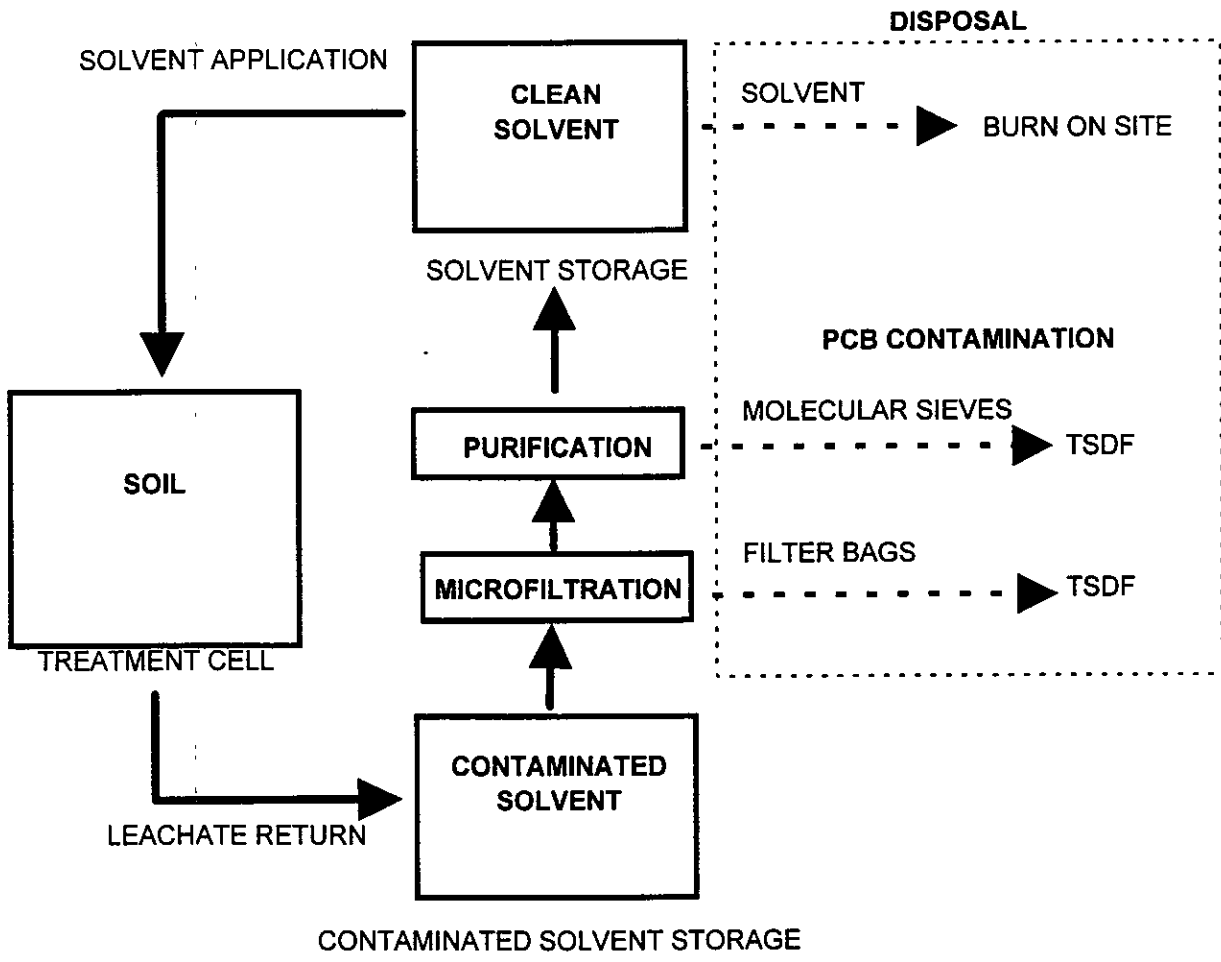 DISPOSAL
SOLVENT APPLICATION
CLEAN
SOLVENT
SOLVENT
BURN ON SITE
SOLVENT STORAGE
PCB CONTAMINATION
MOLECULAR SIEVES
PURIFICATION
TSDF
SOIL
FILTER BAGS
MICROFILTRATION
TSDF
TREATMENT CELL
CONTAMINATED
SOLVENT
LEACHATE RETURN
CONTAMINATED SOLVENT STORAGE